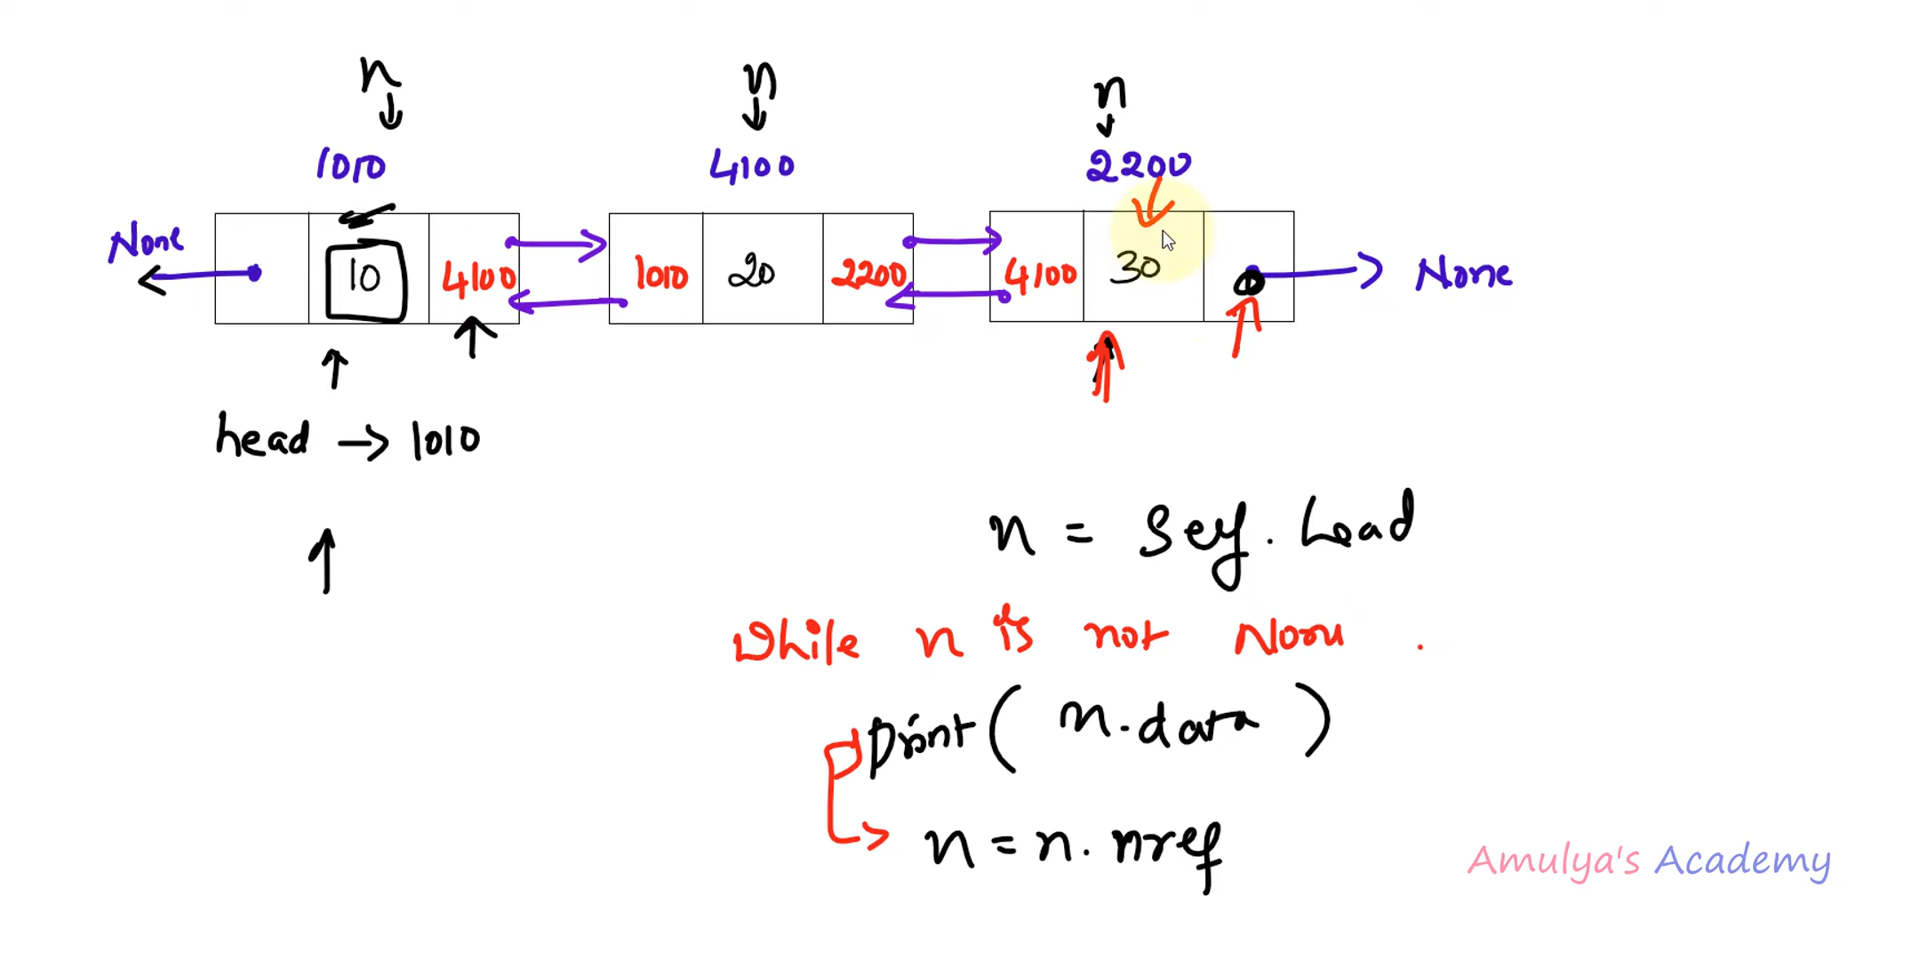 n n n
1010 4100 2200
None 10 4100 1010 20 2200 4100 30 None
head → 1010
n = self.head
while n is not None .
print( n.data )
n = n.nref
Amulya's Academy